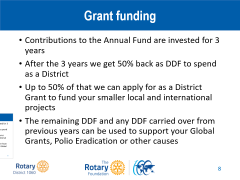 Grant funding
• Contributions to the Annual Fund are invested for 3
years
• After the 3 years we get 50% back as DDF to spend
as a District
• Up to 50% of that we can apply for as a District
Grant to fund your smaller local and international
projects
• The remaining DDF and any DDF carried over from
previous years can be used to support your Global
Grants, Polio Eradication or other causes
Rotary
District 1060
The
Rotary
Foundation
8